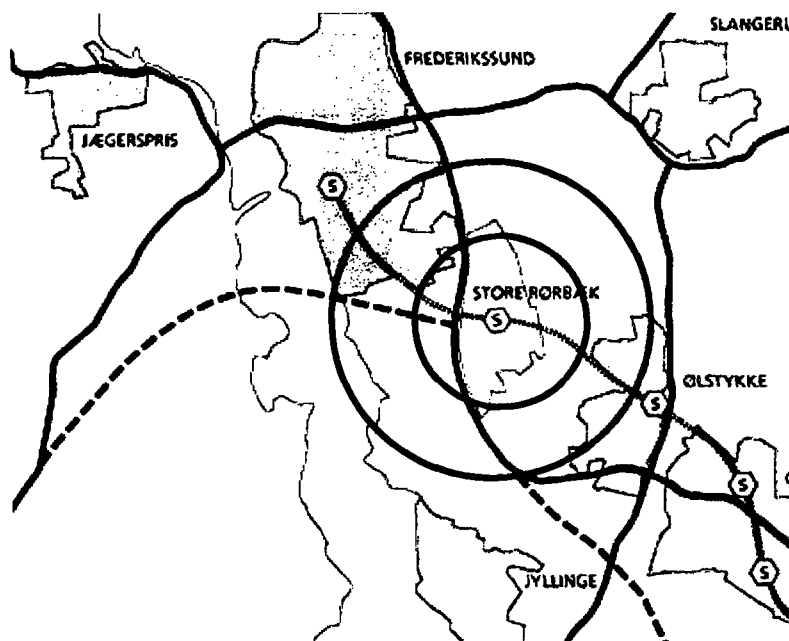 SLANGERU
FREDERIKSSUND
JÆGERSPRIS
S
STORE RØRBÆK
S
ØLSTYKKE
S
S
S
JYLLINGE